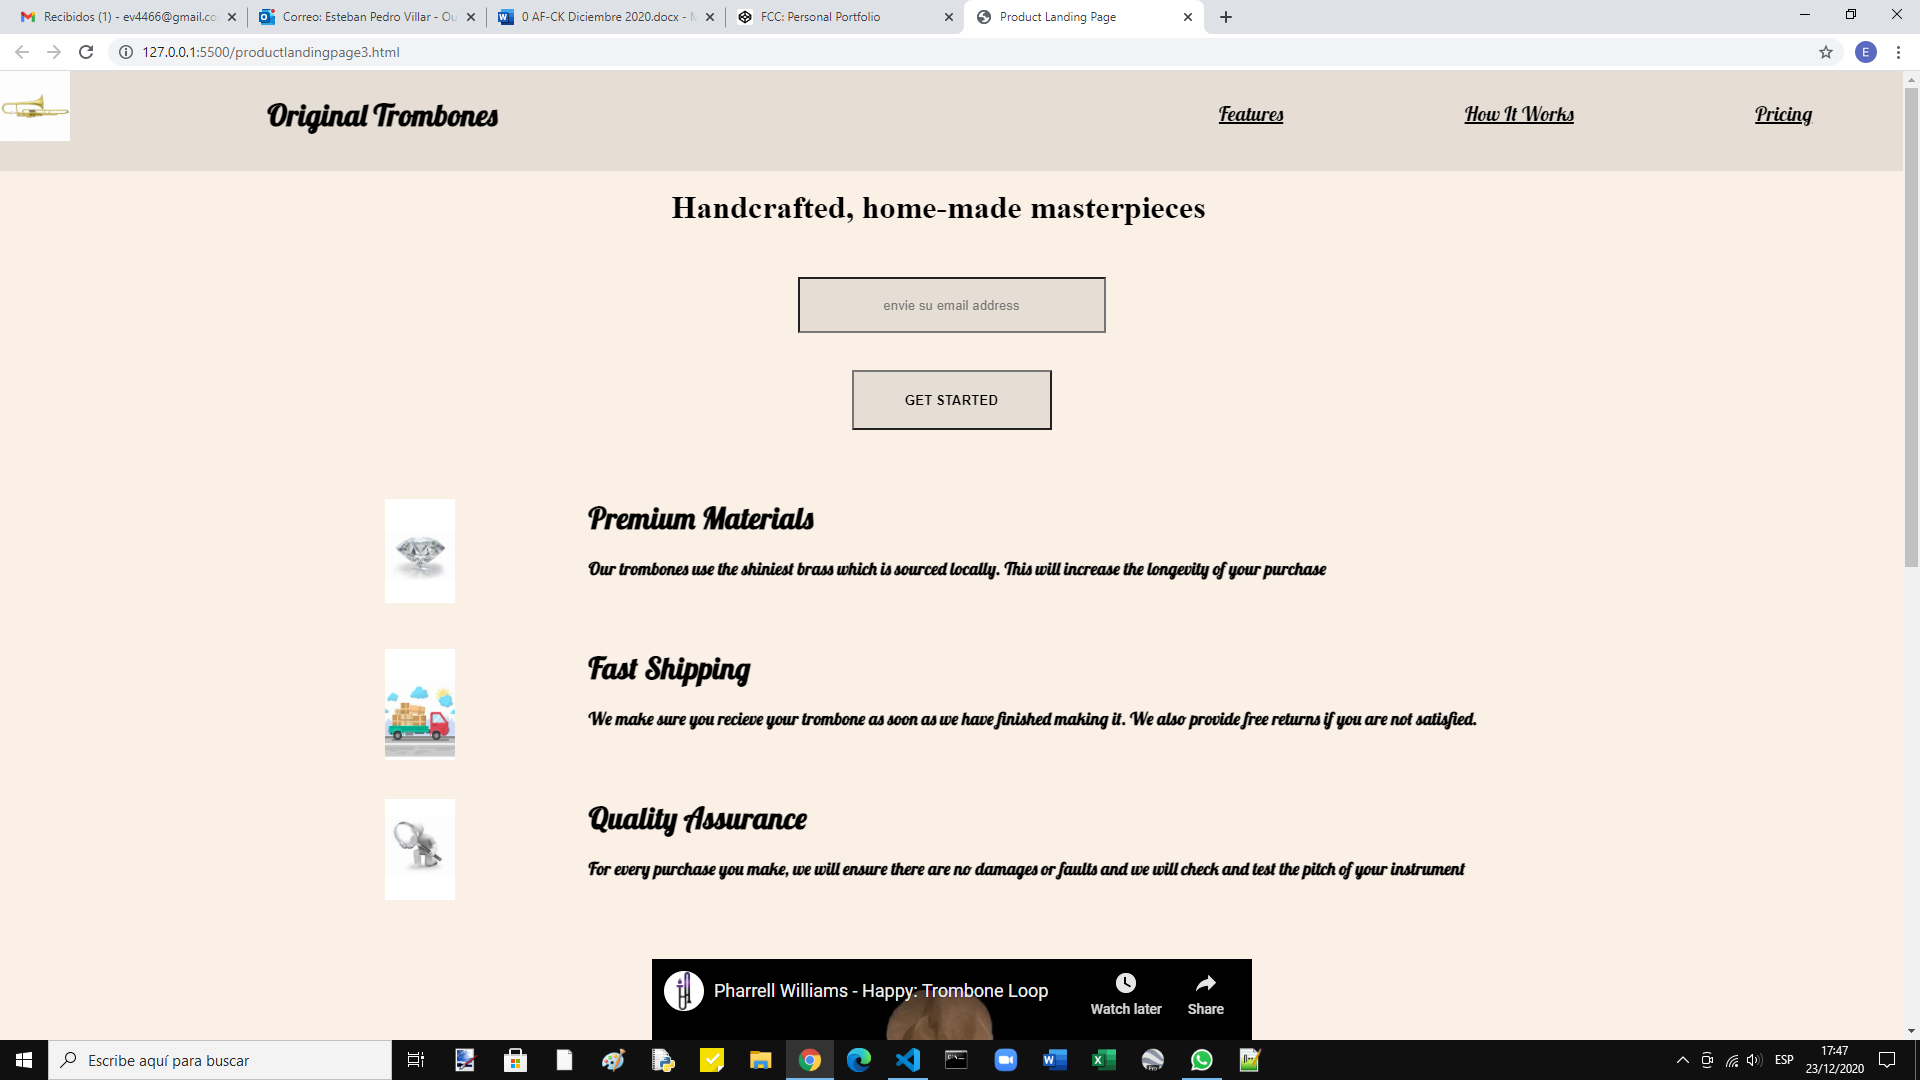 Recibidos (1) - ev4466@gmail.co
Correo: Esteban Pedro Villar - Ou
0 AF-CK Diciembre 2020.docx - M
FCC: Personal Portfolio
Product Landing Page
127.0.0.1:5500/productlandingpage3.html
E
Original Trombones
Features
How It Works
Pricing
Handcrafted, home-made masterpieces
envie su email address
GET STARTED
Premium Materials
Our trombones use the shiniest brass which is sourced locally. This will increase the longevity of your purchase
Fast Shipping
We make sure you recieve your trombone as soon as we have finished making it. We also provide free returns if you are not satisfied.
Quality Assurance
For every purchase you make, we will ensure there are no damages or faults and we will check and test the pitch of your instrument
Pharrell Williams - Happy: Trombone Loop
Watch later
Share
Escribe aquí para buscar
ESP
17:47
23/12/2020